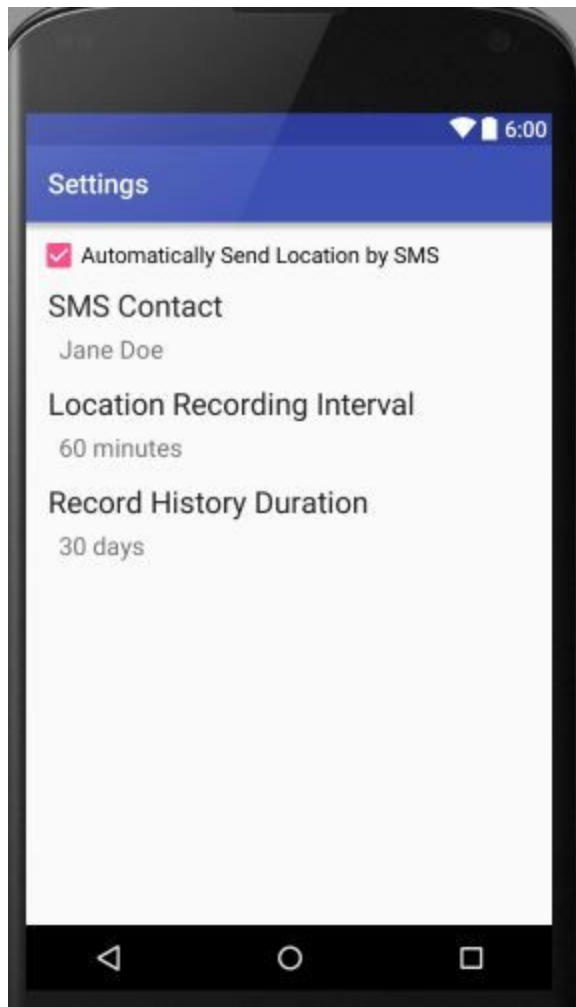 6:00
Settings
Automatically Send Location by SMS
SMS Contact
Jane Doe
Location Recording Interval
60 minutes
Record History Duration
30 days